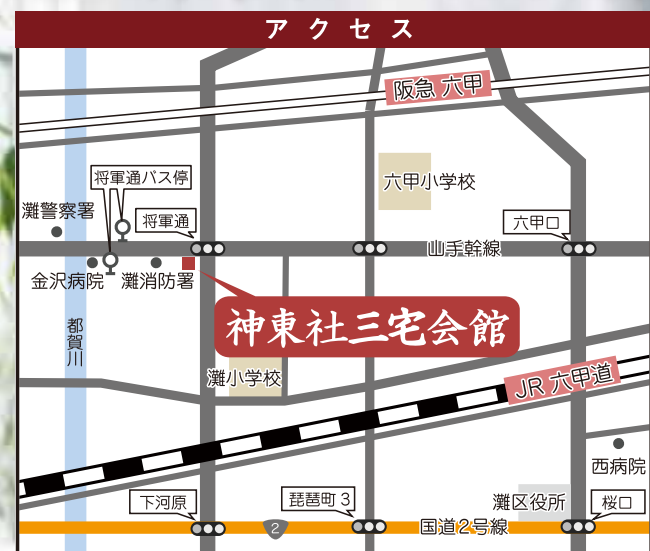 アクセス
阪急 六甲
将軍通バス停
六甲小学校
灘警察署
将軍通
六甲口
山手幹線
金沢病院
灘消防署
神東社三宅会館
都賀川
灘小学校
JR 六甲道
西病院
下河原
琵琶町3
灘区役所
桜口
2
国道2号線